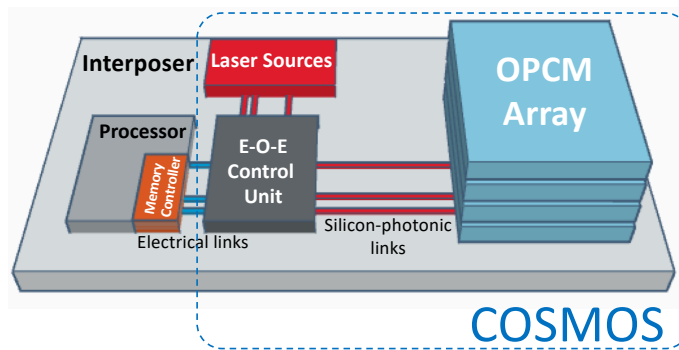 Laser Sources
Interposer
OPCM
Array
Processor
E-O-E
Control
Unit
Memory
Controller
Electrical links
Silicon-photonic
links
COSMOS